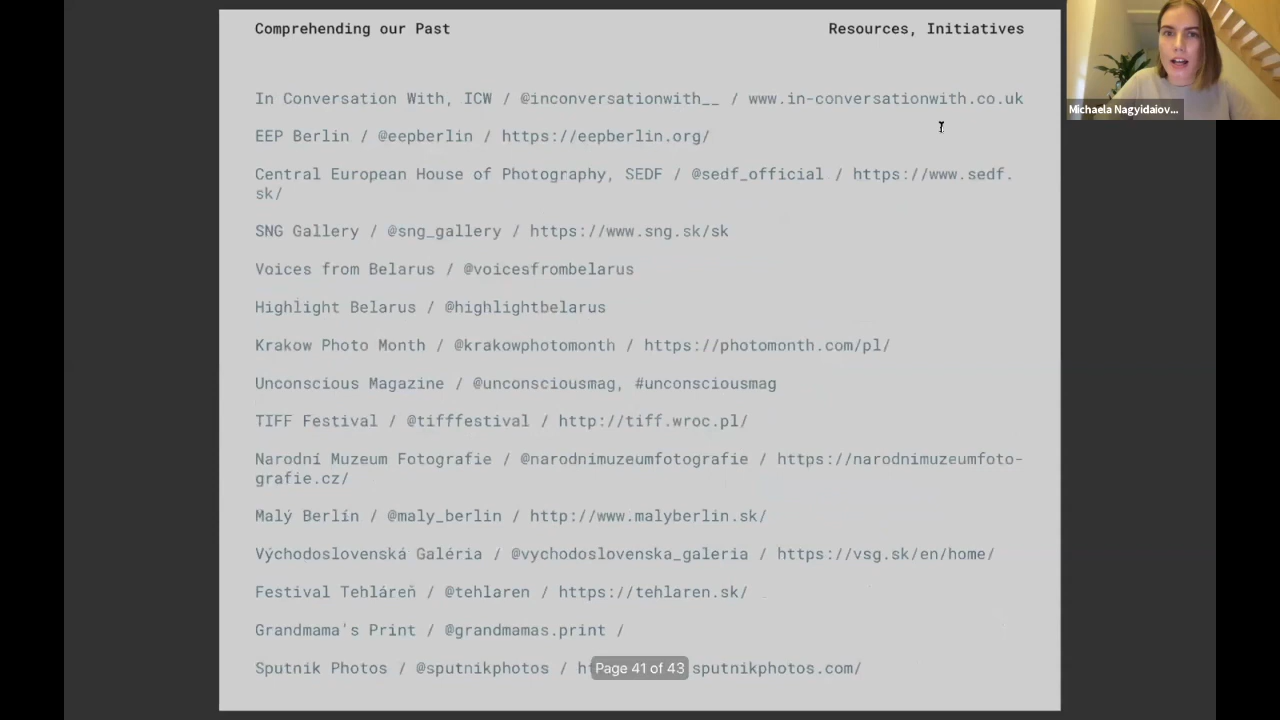 Comprehending our Past
Resources, Initiatives
In Conversation With, ICW / @inconversationwith__ / www.in-conversationwith.co.uk
EEP Berlin / @eepberlin / https://eepberlin.org/
Central European House of Photography, SEDF / @sedf_official / https://www.sedf.
sk/
SNG Gallery / @sng_gallery / https://www.sng.sk/sk
Voices from Belarus / @voicesfrombelarus
Highlight Belarus / @highlightbelarus
Krakow Photo Month / @krakowphotomonth / https://photomonth.com/pl/
Unconscious Magazine / @unconsciousmag, #unconsciousmag
TIFF Festival / @tifffestival / http://tiff.wroc.pl/
Narodní Muzeum Fotografie / @narodnimuzeumfotografie / https://narodnimuzeumfoto-
grafie.cz/
Malý Berlín / @maly_berlin / http://www.malyberlin.sk/
Východoslovenská Galéria / @vychodoslovenska_galeria / https://vsg.sk/en/home/
Festival Tehláreň / @tehlaren / https://tehlaren.sk/
Grandmama's Print / @grandmamas.print /
Sputnik Photos / @sputnikphotos / sputnikphotos.com/
Page 41 of 43
Michaela Nagyidaiov...